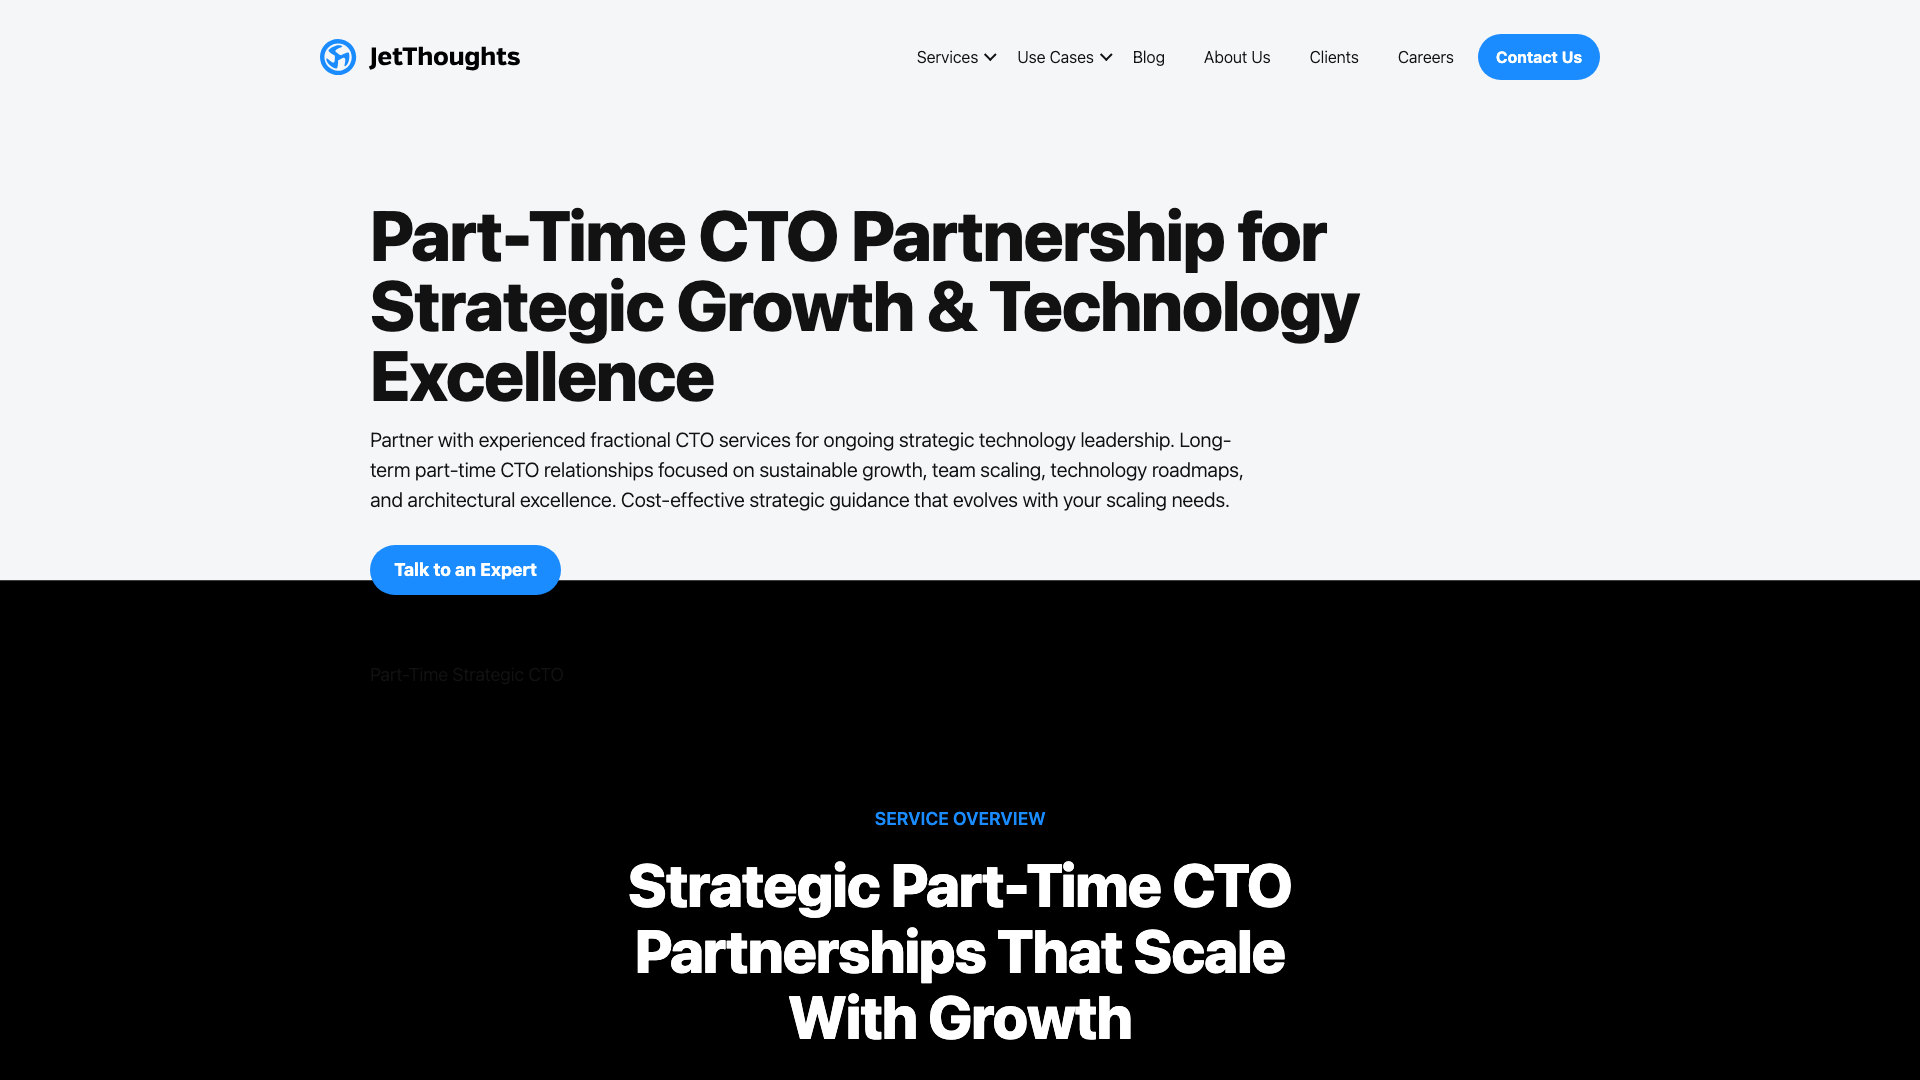 JetThoughts
Services
Use Cases
Blog
About Us
Clients
Careers
Contact Us
Part-Time CTO Partnership for
Strategic Growth & Technology
Excellence
Partner with experienced fractional CTO services for ongoing strategic technology leadership. Long-
term part-time CTO relationships focused on sustainable growth, team scaling, technology roadmaps,
and architectural excellence. Cost-effective strategic guidance that evolves with your scaling needs.
Talk to an Expert
Part-Time Strategic CTO
SERVICE OVERVIEW
Strategic Part-Time CTO
Partnerships That Scale
With Growth